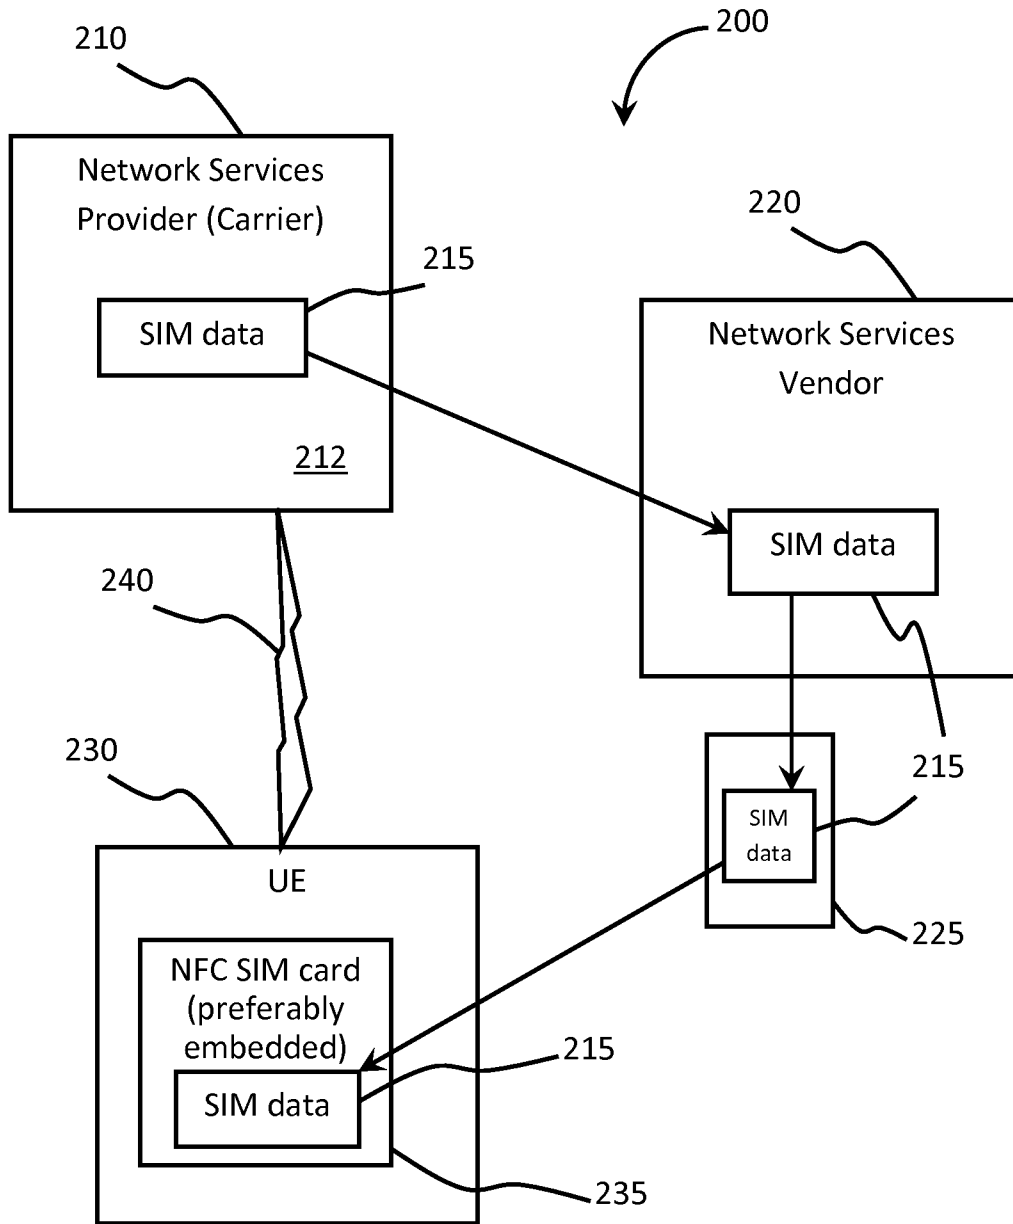 200
210
Network Services
Provider (Carrier)
215
SIM data
212
220
Network Services
Vendor
SIM data
240
215
230
SIM
data
215
225
UE
NFC SIM card
(preferably
embedded)
SIM data
215
235